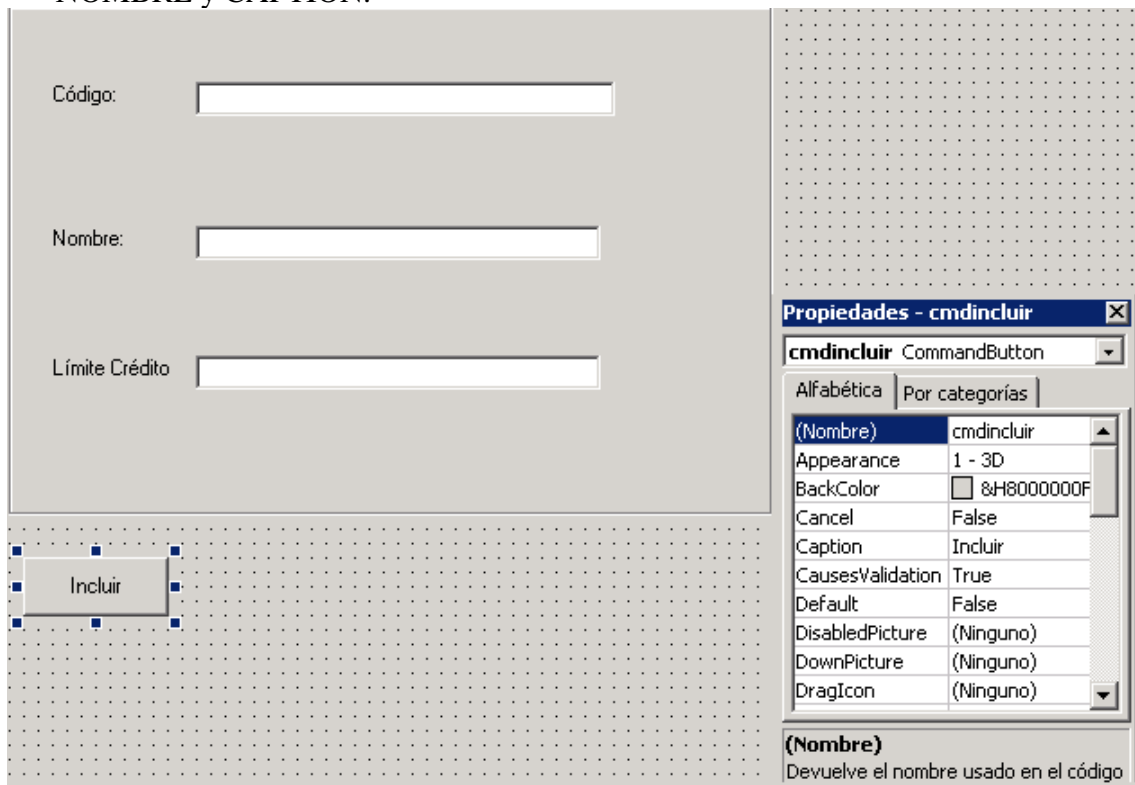 NOMBRE y CAPTION.
Código:
Nombre:
Límite Crédito
Incluir
Propiedades - cmdincluir
cmdincluir CommandButton
Alfabética Por categorías
(Nombre) cmdincluir
Appearance 1 - 3D
BackColor &H8000000F
Cancel False
Caption Incluir
CausesValidation True
Default False
DisabledPicture (Ninguno)
DownPicture (Ninguno)
DragIcon (Ninguno)
(Nombre)
Devuelve el nombre usado en el código